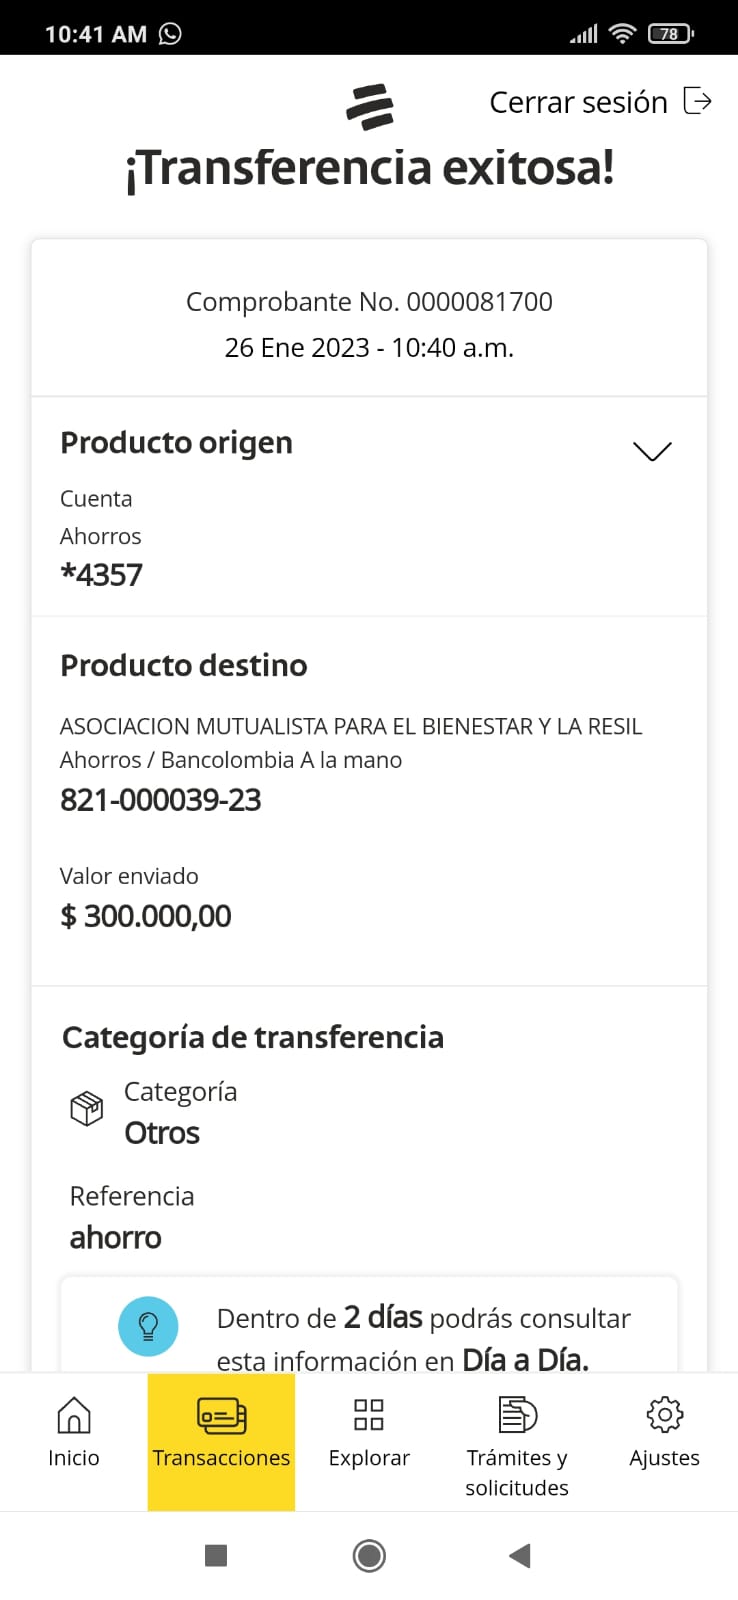 10:41 AM
78
Cerrar sesión
¡Transferencia exitosa!
Comprobante No. 0000081700
26 Ene 2023 - 10:40 a.m.
Producto origen
Cuenta
Ahorros
*4357
Producto destino
ASOCIACION MUTUALISTA PARA EL BIENESTAR Y LA RESIL
Ahorros / Bancolombia A la mano
821-000039-23
Valor enviado
$ 300.000,00
Categoría de transferencia
Categoría
Otros
Referencia
ahorro
Dentro de 2 días podrás consultar
esta información en Día a Día.
Inicio
Transacciones
Explorar
Trámites y
solicitudes
Ajustes